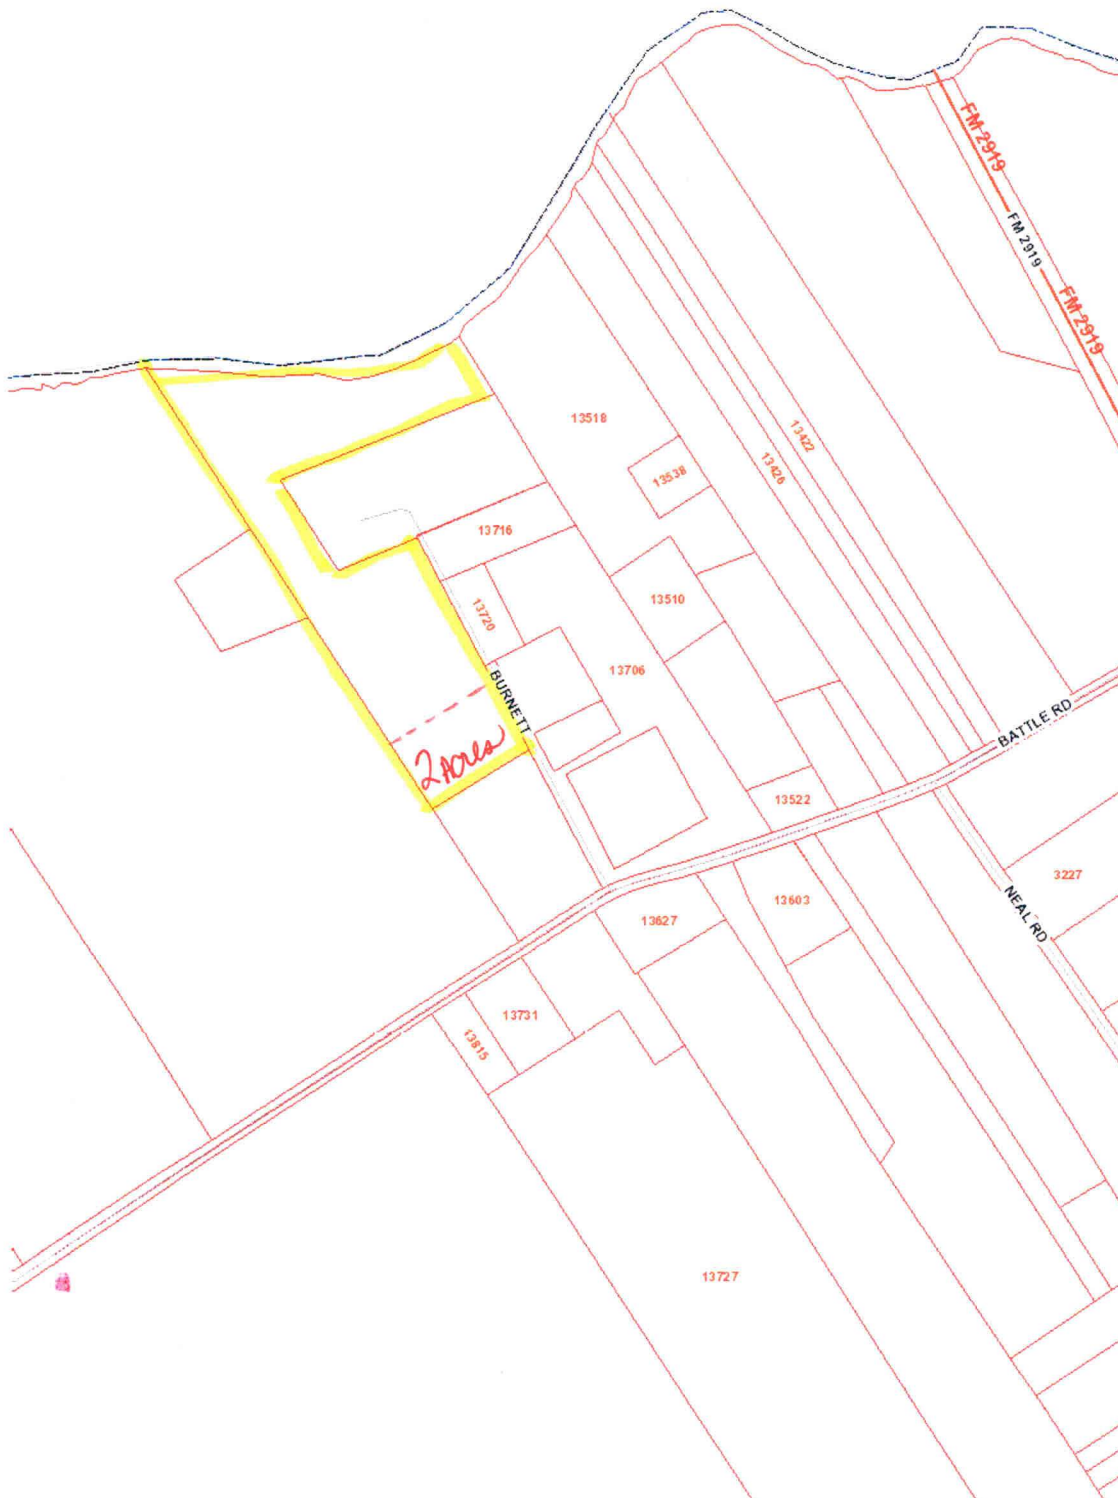 FM 2919
FM 2919
FM 2919
13518
13422
13426
13538
13716
13510
13720
13706
BURNETT
2 Acres
BATTLE RD
13522
3227
13603
NEAL RD
13627
13731
13815
13727